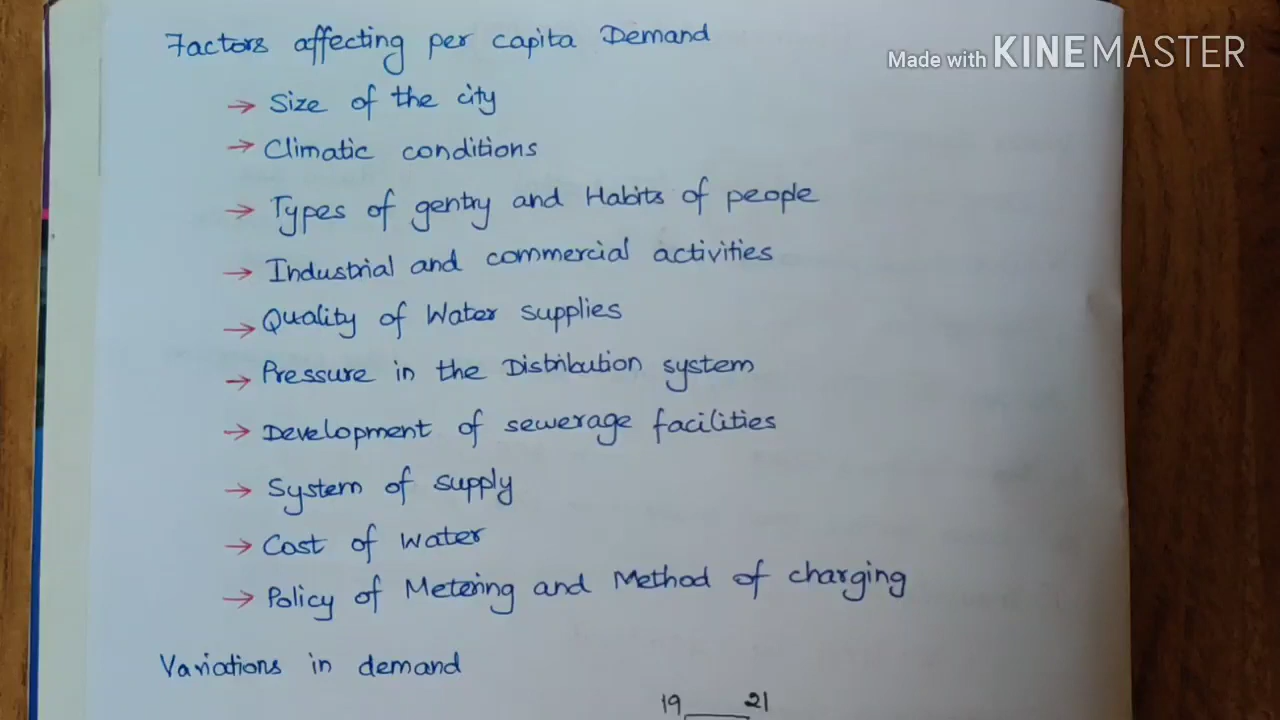 Factors affecting per capita Demand
Made with KINEMASTER
→ Size of the city
→ Climatic conditions
→ Types of gentry and Habits of people
→ Industrial and commercial activities
→ Quality of Water supplies
→ Pressure in the Distribution system
→ Development of sewerage facilities
→ System of supply
→ Cost of water
→ Policy of Metering and Method of charging
Variations in demand
19 21